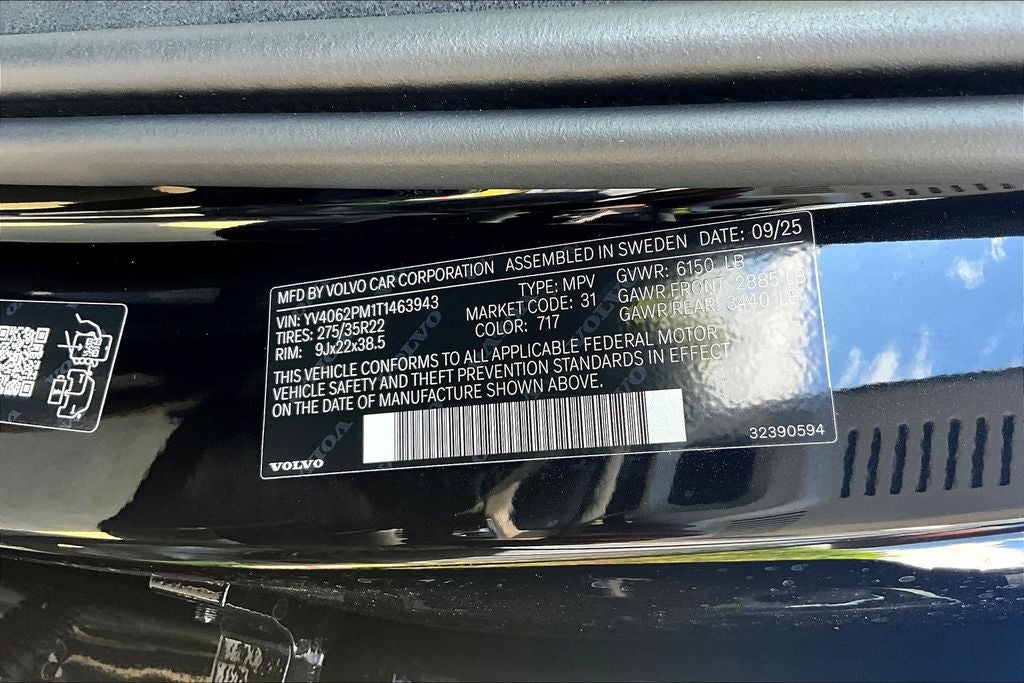 MFD BY VOLVO CAR CORPORATION ASSEMBLED IN SWEDEN DATE: 09/25
VIN: YV4062PM1T1463943 TYPE: MPV GVWR: 6150 LB
TIRES: 275/35R22 MARKET CODE: 31 GAWR FRONT: 2885 LB
RIM: 9Jx22x38.5 COLOR: 717 GAWR REAR: 3440 LB
THIS VEHICLE CONFORMS TO ALL APPLICABLE FEDERAL MOTOR
VEHICLE SAFETY AND THEFT PREVENTION STANDARDS IN EFFECT
ON THE DATE OF MANUFACTURE SHOWN ABOVE.
VOLVO 32390594